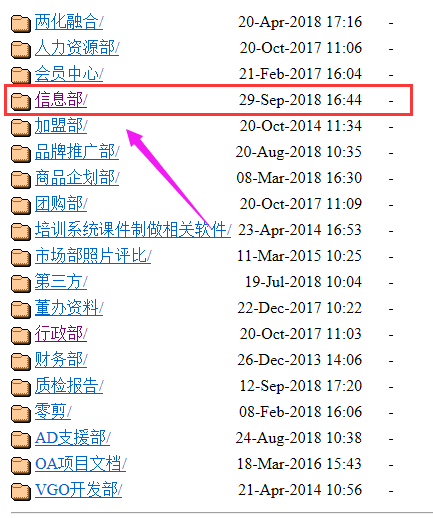 两化融合/ 20-Apr-2018 17:16 -
人力资源部/ 20-Oct-2017 11:06 -
会员中心/ 21-Feb-2017 16:04 -
信息部/ 29-Sep-2018 16:44 -
加盟部/ 20-Oct-2014 11:34 -
品牌推广部/ 20-Aug-2018 10:35 -
商品企划部/ 08-Mar-2018 16:30 -
团购部/ 20-Oct-2017 11:09 -
培训系统课件制做相关软件/ 23-Apr-2014 16:53 -
市场部照片评比/ 11-Mar-2015 10:25 -
第三方/ 19-Jul-2018 10:04 -
董办资料/ 22-Dec-2017 10:22 -
行政部/ 20-Oct-2017 11:03 -
财务部/ 26-Dec-2013 14:06 -
质检报告/ 12-Sep-2018 17:20 -
零剪/ 08-Feb-2018 16:06 -
AD支援部/ 24-Aug-2018 10:38 -
OA项目文档/ 18-Mar-2016 15:43 -
VGO开发部/ 21-Apr-2014 10:56 -